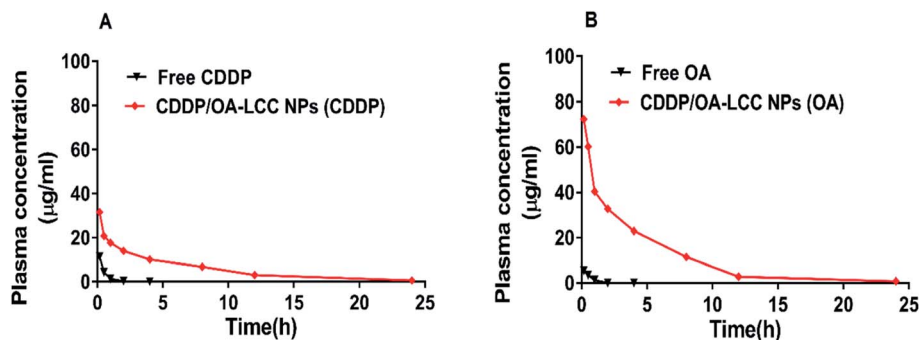 A
Plasma concentration
(µg/ml)
100
80
60
40
20
0
0 5 10 15 20 25
Time(h)
Free CDDP
CDDP/OA-LCC NPs (CDDP)
B
Plasma concentration
(µg/ml)
100
80
60
40
20
0
0 5 10 15 20 25
Time(h)
Free OA
CDDP/OA-LCC NPs (OA)